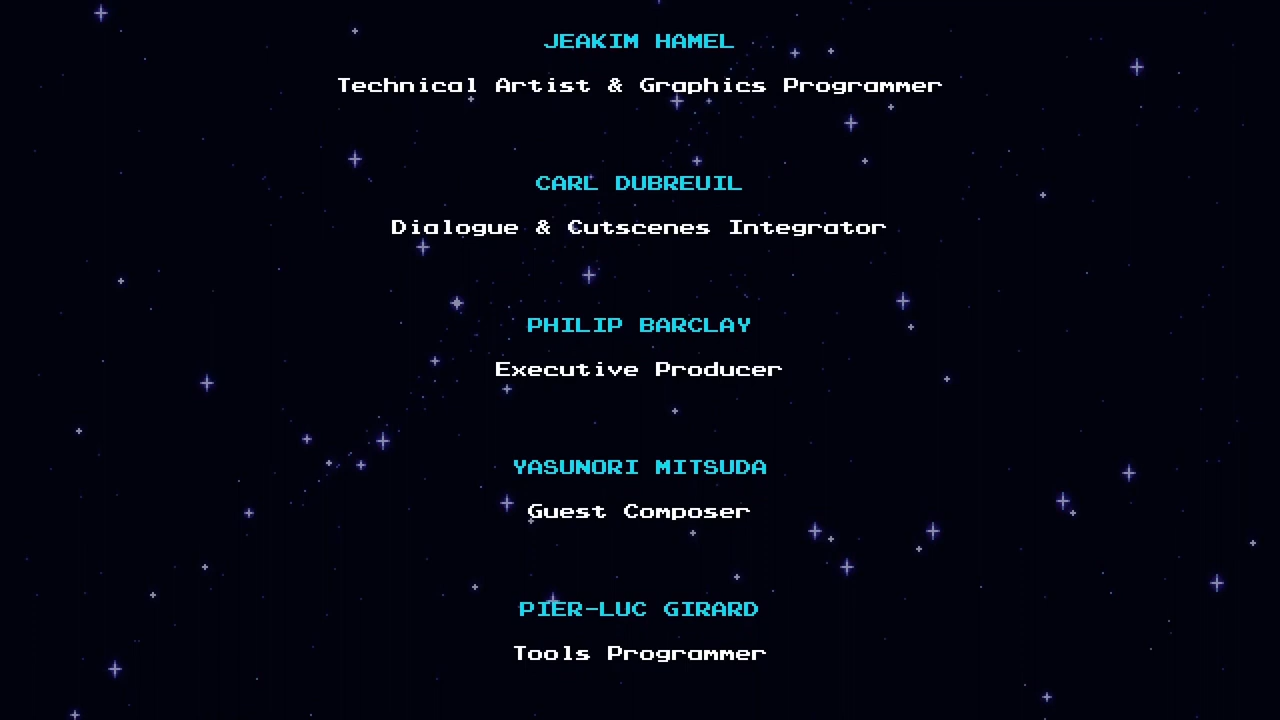 JEAKIM HAMEL
Technical Artist & Graphics Programmer
CARL DUBREUIL
Dialogue & Cutscenes Integrator
PHILIP BARCLAY
Executive Producer
YASUNORI MITSUDA
Guest Composer
PIER-LUC GIRARD
Tools Programmer